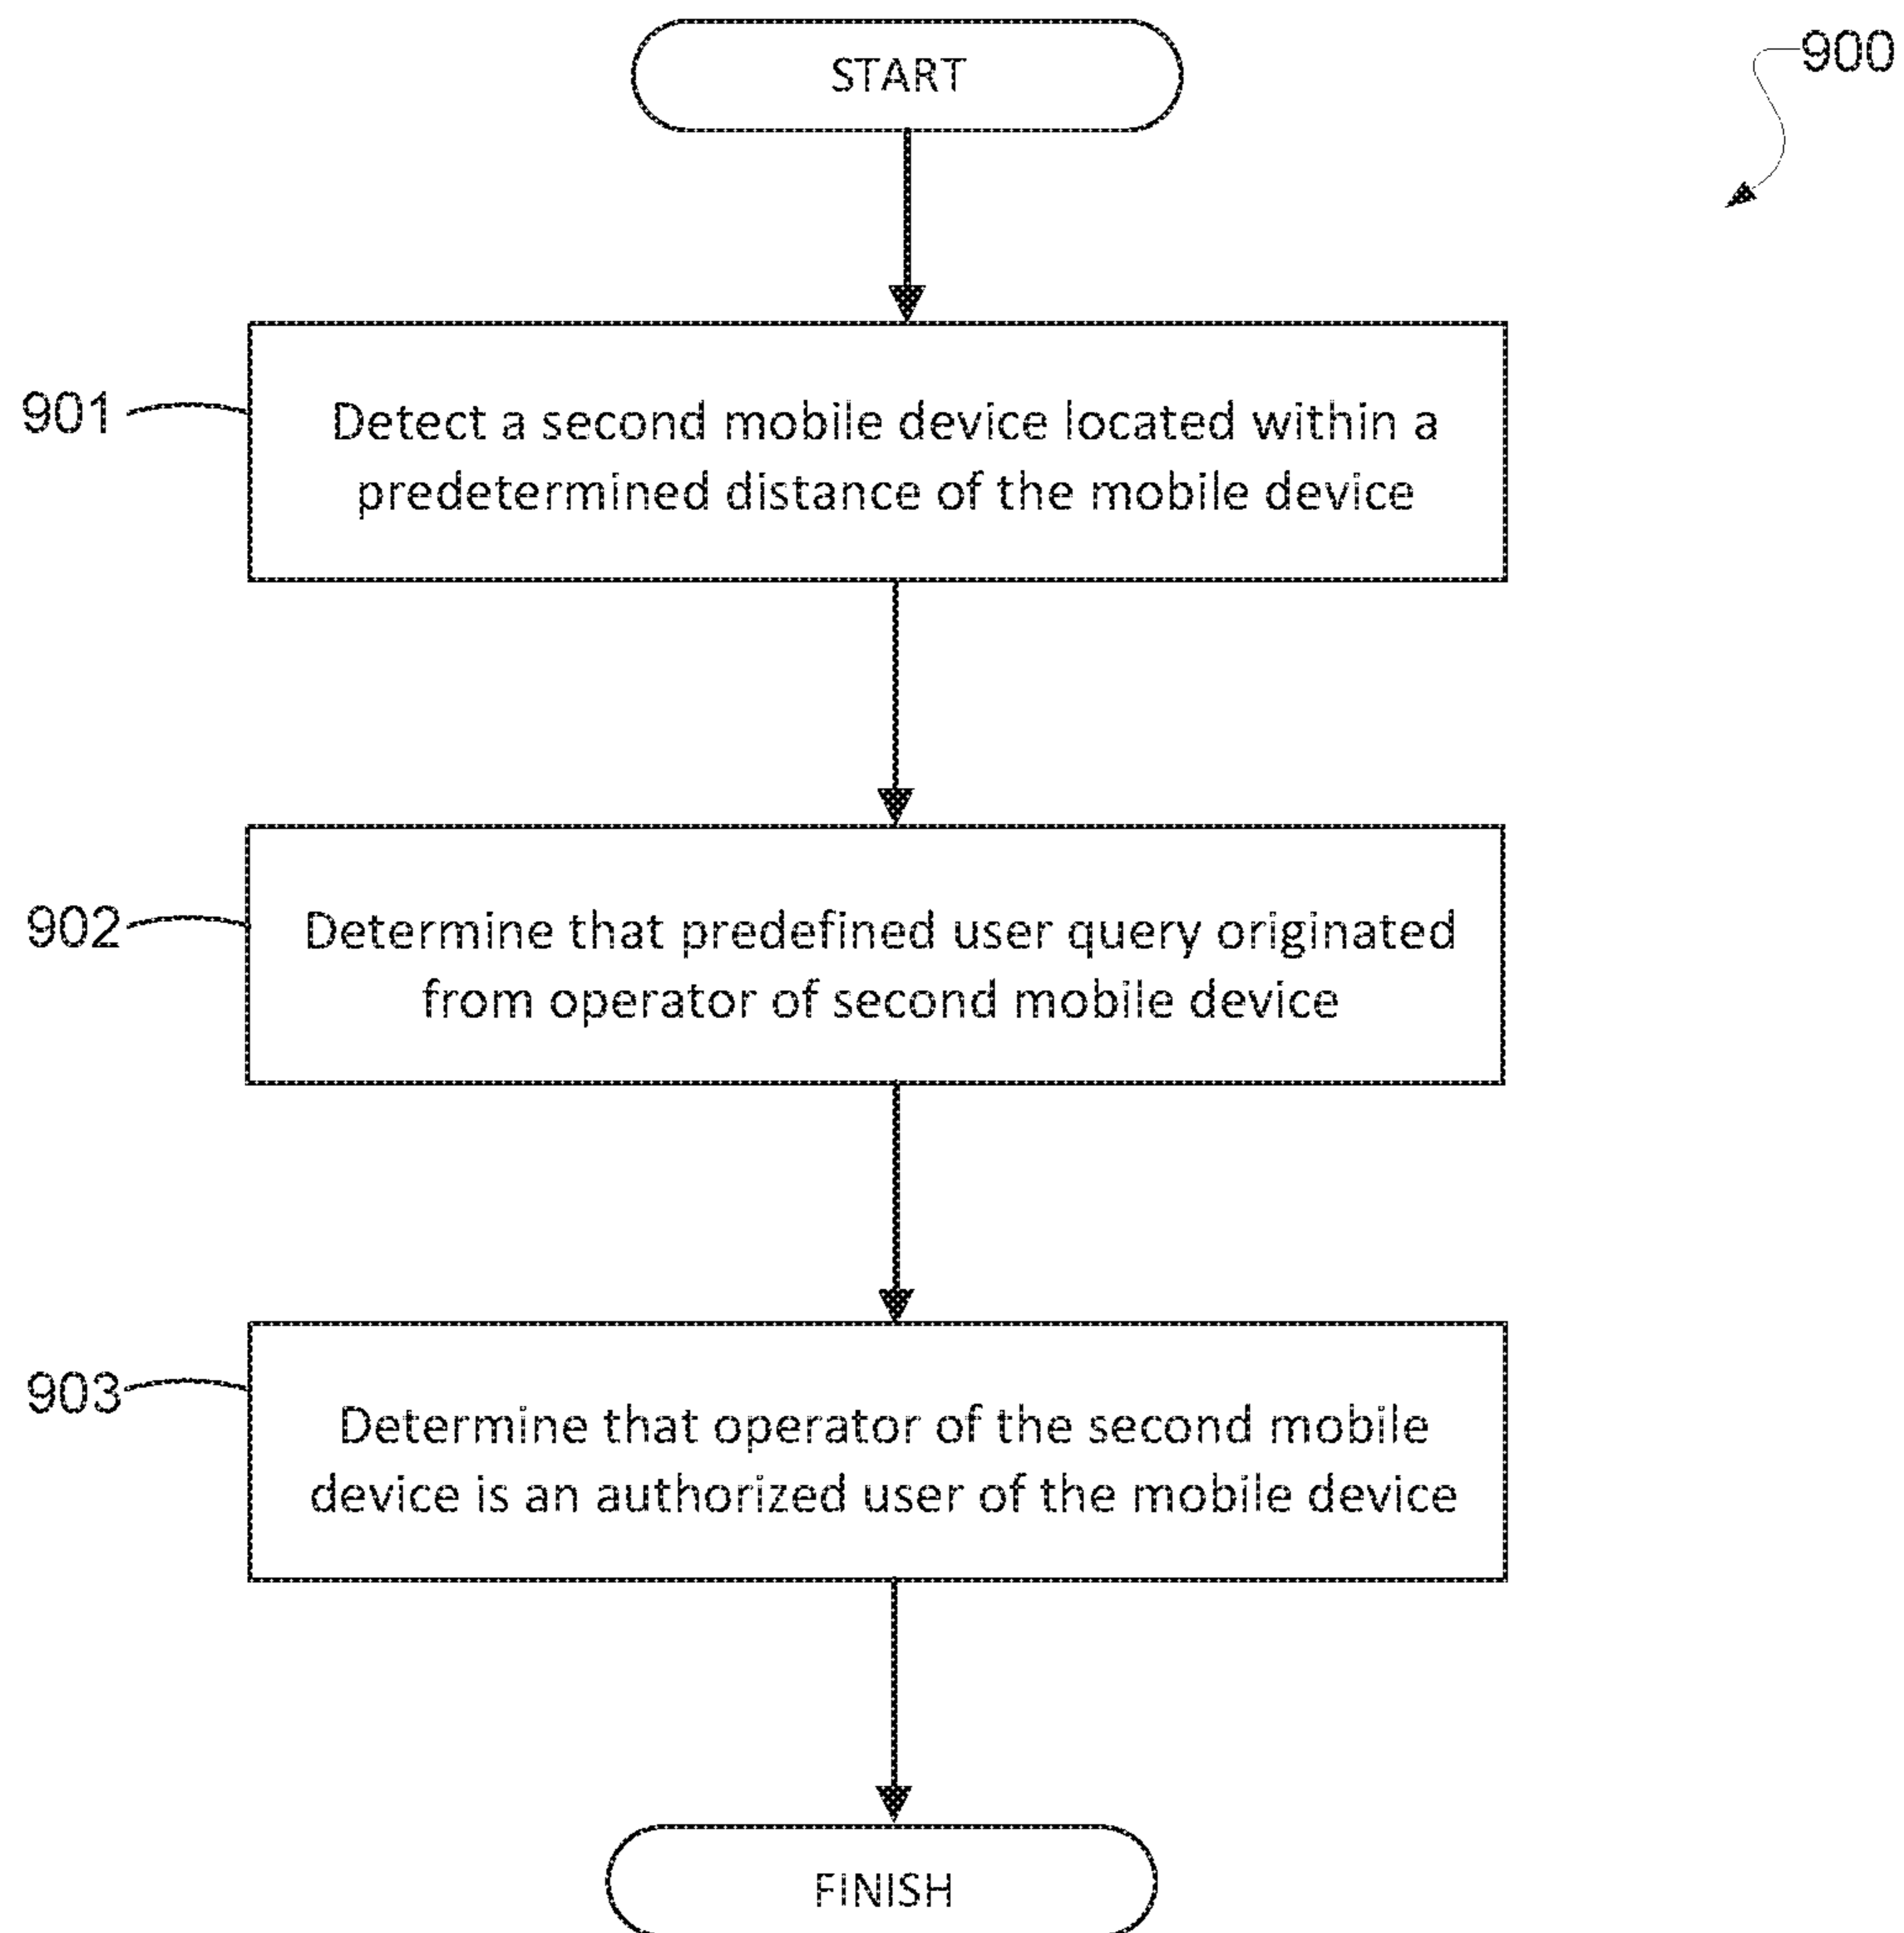 START
900
901
Detect a second mobile device located within a
predetermined distance of the mobile device
902
Determine that predefined user query originated
from operator of second mobile device
903
Determine that operator of the second mobile
device is an authorized user of the mobile device
FINISH